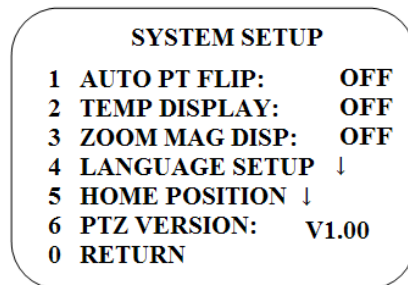 SYSTEM SETUP
1 AUTO PT FLIP: OFF
2 TEMP DISPLAY: OFF
3 ZOOM MAG DISP: OFF
4 LANGUAGE SETUP ↓
5 HOME POSITION ↓
6 PTZ VERSION: V1.00
0 RETURN